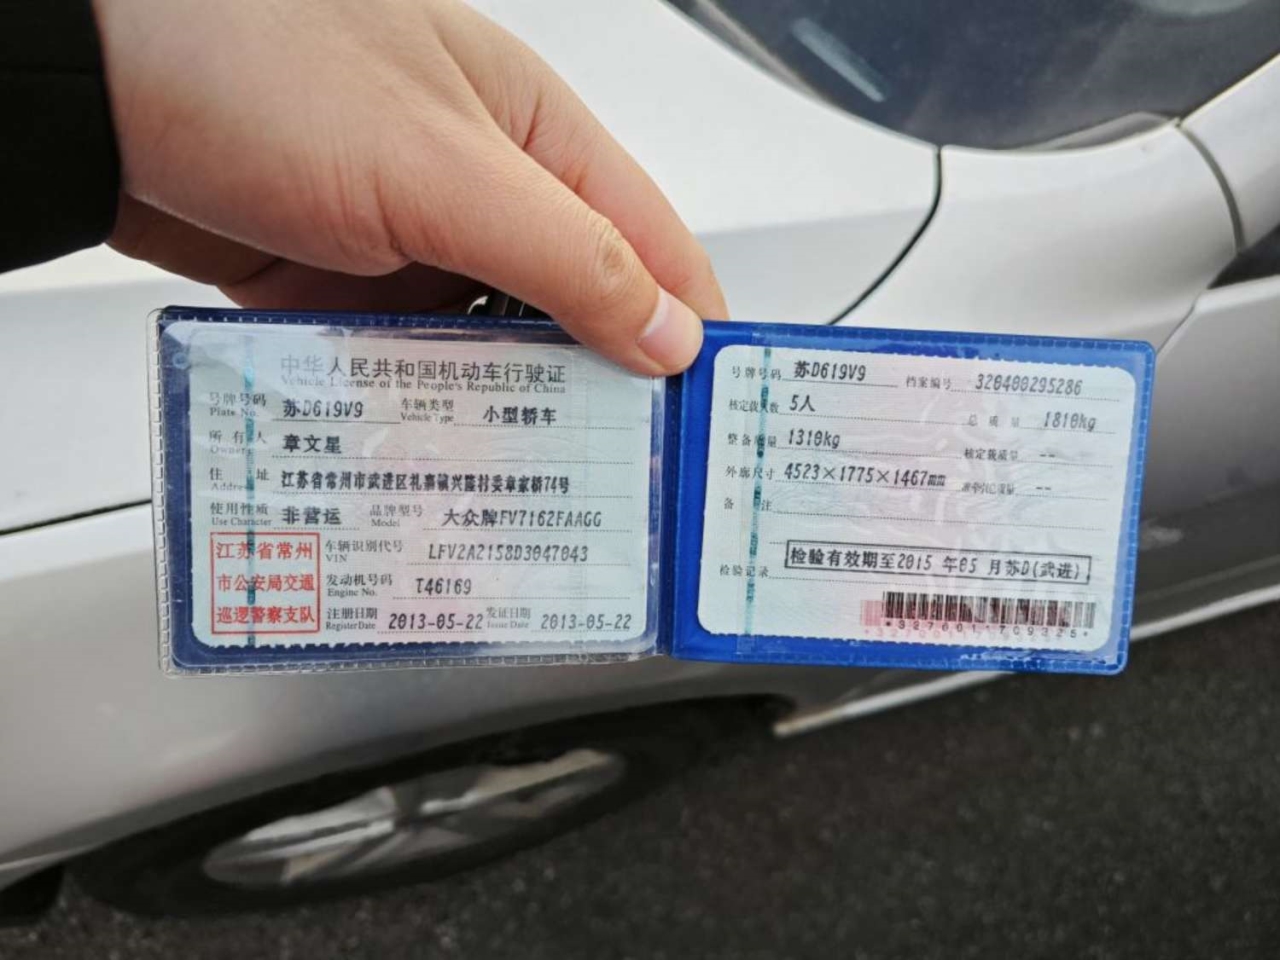 中华人民共和国机动车行驶证
Vehicle License of the People's Republic of China
号牌号码 Plate No. 苏D619V9 车辆类型 Vehicle Type 小型轿车
所有人 Owner 章文星
住址 Address 江苏省常州市武进区礼嘉镇兴隆村委章家桥74号
使用性质 Use Character 非营运 品牌型号 Model 大众牌FV7162FAAGG
江苏省常州
市公安局交通
巡逻警察支队
车辆识别代号 VIN LFV2A2158D3047043
发动机号码 Engine No. T46169
注册日期 Register Date 2013-05-22 发证日期 Issue Date 2013-05-22
号牌号码 苏D619V9 档案编号 320400295286
核定载人数 5人 总质量 1810kg
整备质量 1310kg 核定载质量 --
外廓尺寸 4523×1775×1467mm 准牵引总质量 --
备注
检验记录 检验有效期至2015 年05 月苏D(武进)